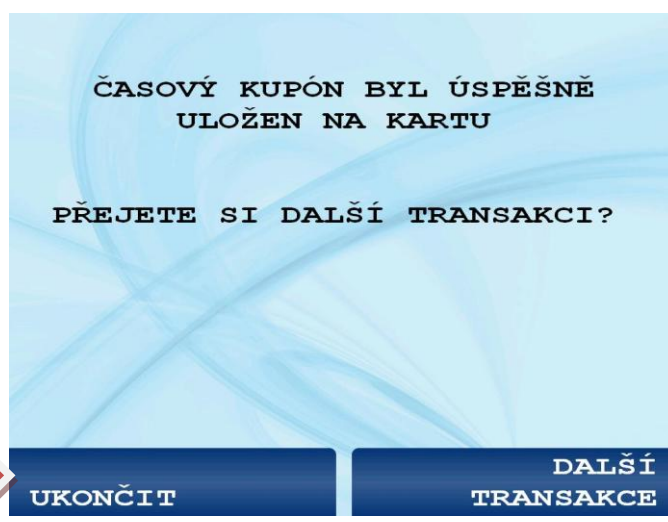 ČASOVÝ KUPÓN BYL ÚSPĚŠNĚ
ULOŽEN NA KARTU
PŘEJETE SI DALŠÍ TRANSAKCI?
UKONČIT
DALŠÍ
TRANSAKCE